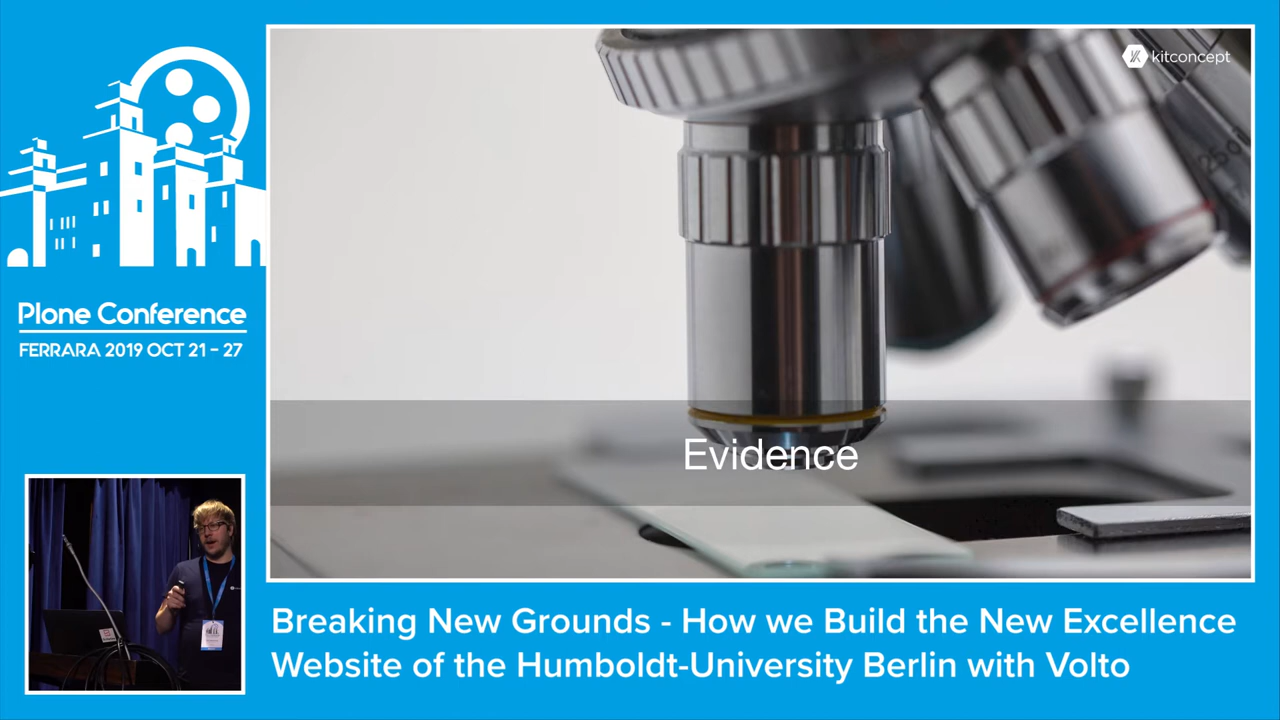 kitconcept
Plone Conference
FERRARA 2019 OCT 21 - 27
Evidence
Breaking New Grounds - How we Build the New Excellence
Website of the Humboldt-University Berlin with Volto